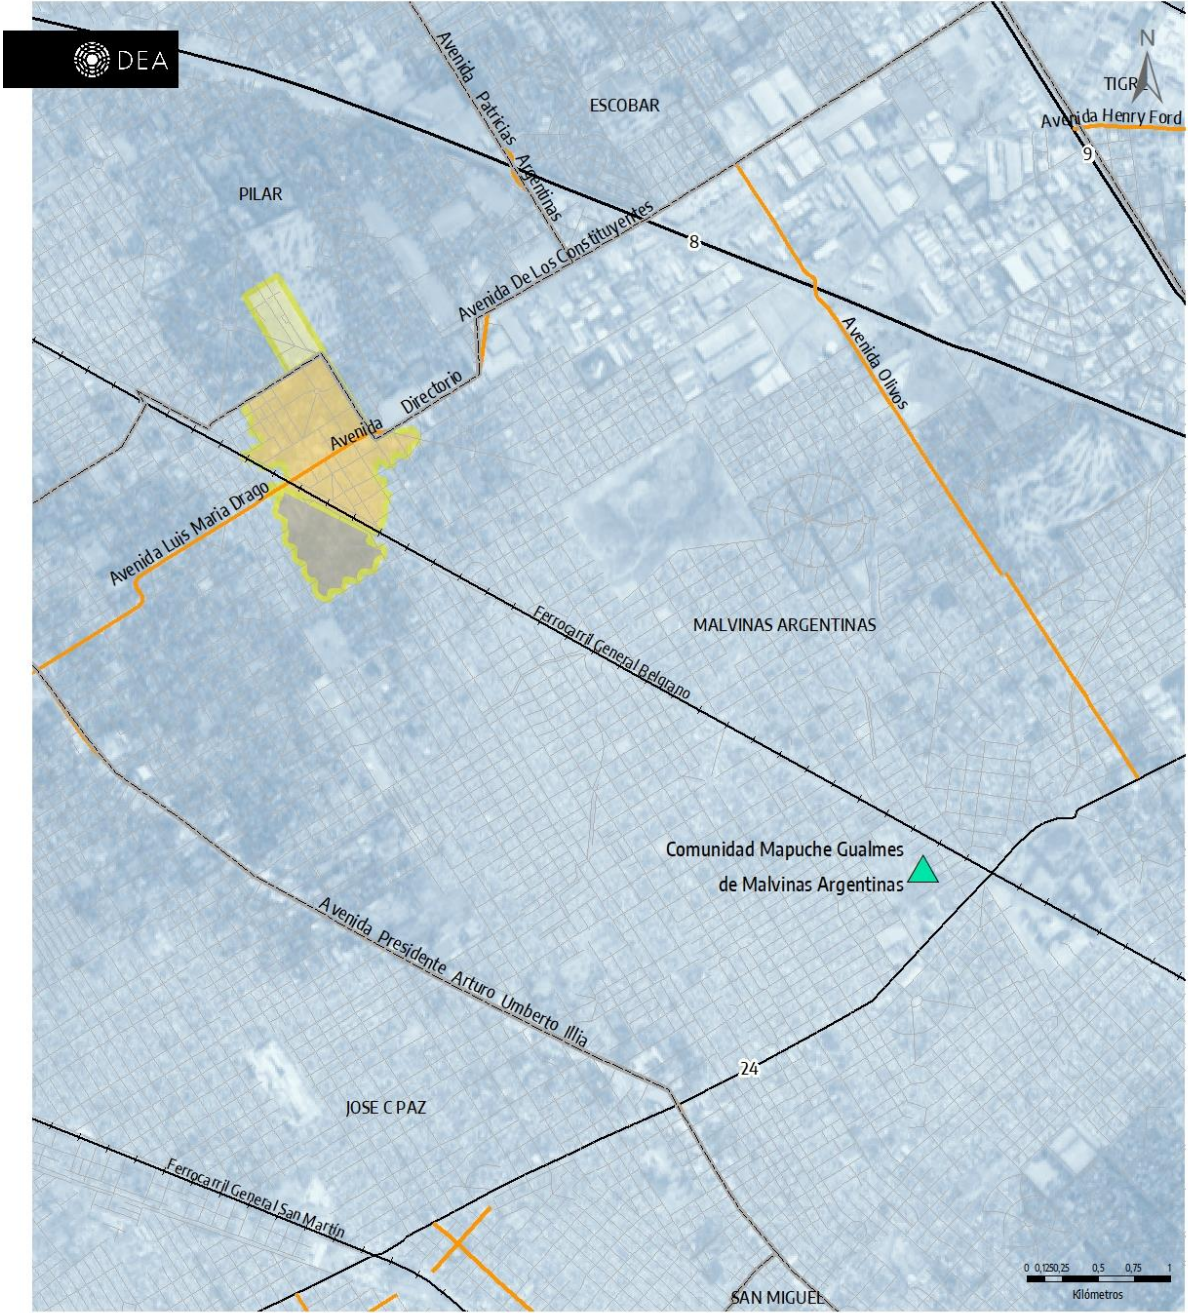 DEA
N
ESCOBAR
TIGRE
Avenida Henry Ford
Avenida Patricias Argentinas
9
PILAR
Avenida De Los Constituyentes
8
Avenida Olivos
Avenida Directorio
Avenida Luis Maria Drago
Ferrocarril General Belgrano
MALVINAS ARGENTINAS
Comunidad Mapuche Gualmes
de Malvinas Argentinas
Avenida Presidente Arturo Umberto Illia
24
JOSE C PAZ
Ferrocarril General San Martín
SAN MIGUEL
0 0,1250,25 0,5 0,75 1
Kilómetros